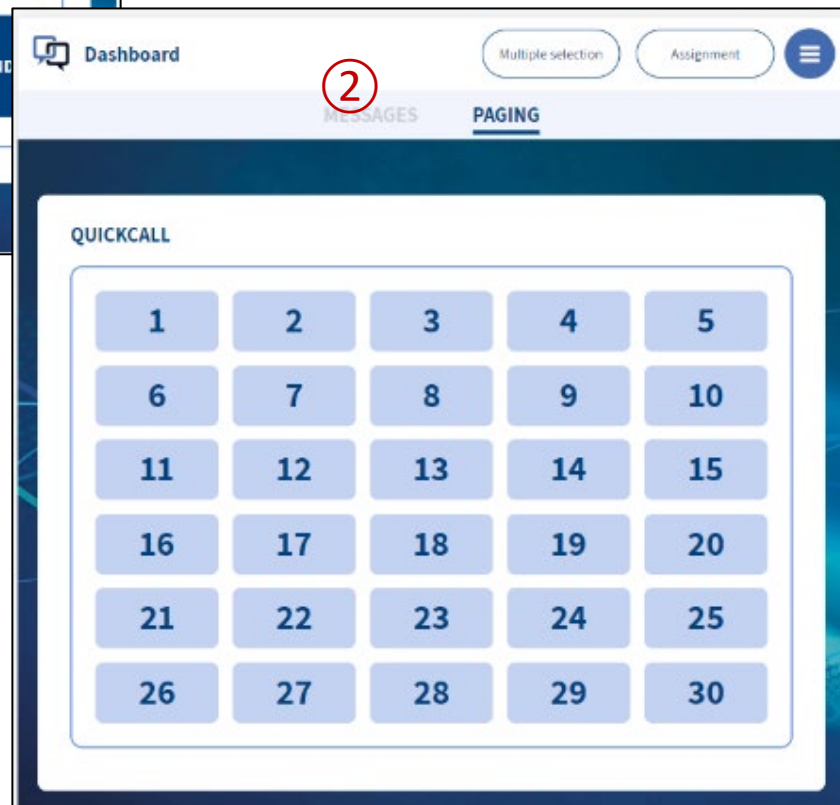 Dashboard Multiple selection Assignment
②
MESSAGES PAGING
QUICKCALL
1 2 3 4 5
6 7 8 9 10
11 12 13 14 15
16 17 18 19 20
21 22 23 24 25
26 27 28 29 30